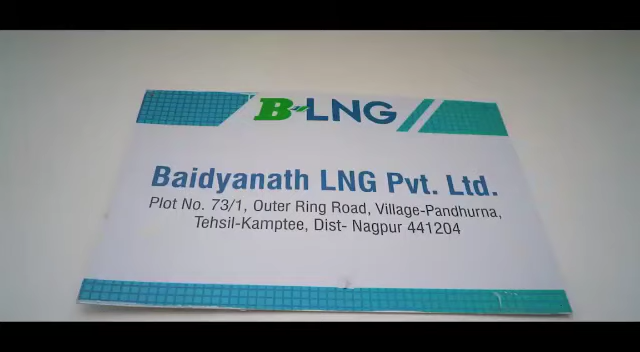 B-LNG
Baidyanath LNG Pvt. Ltd.
Plot No. 73/1, Outer Ring Road, Village-Pandhurna,
Tehsil-Kamptee, Dist- Nagpur 441204